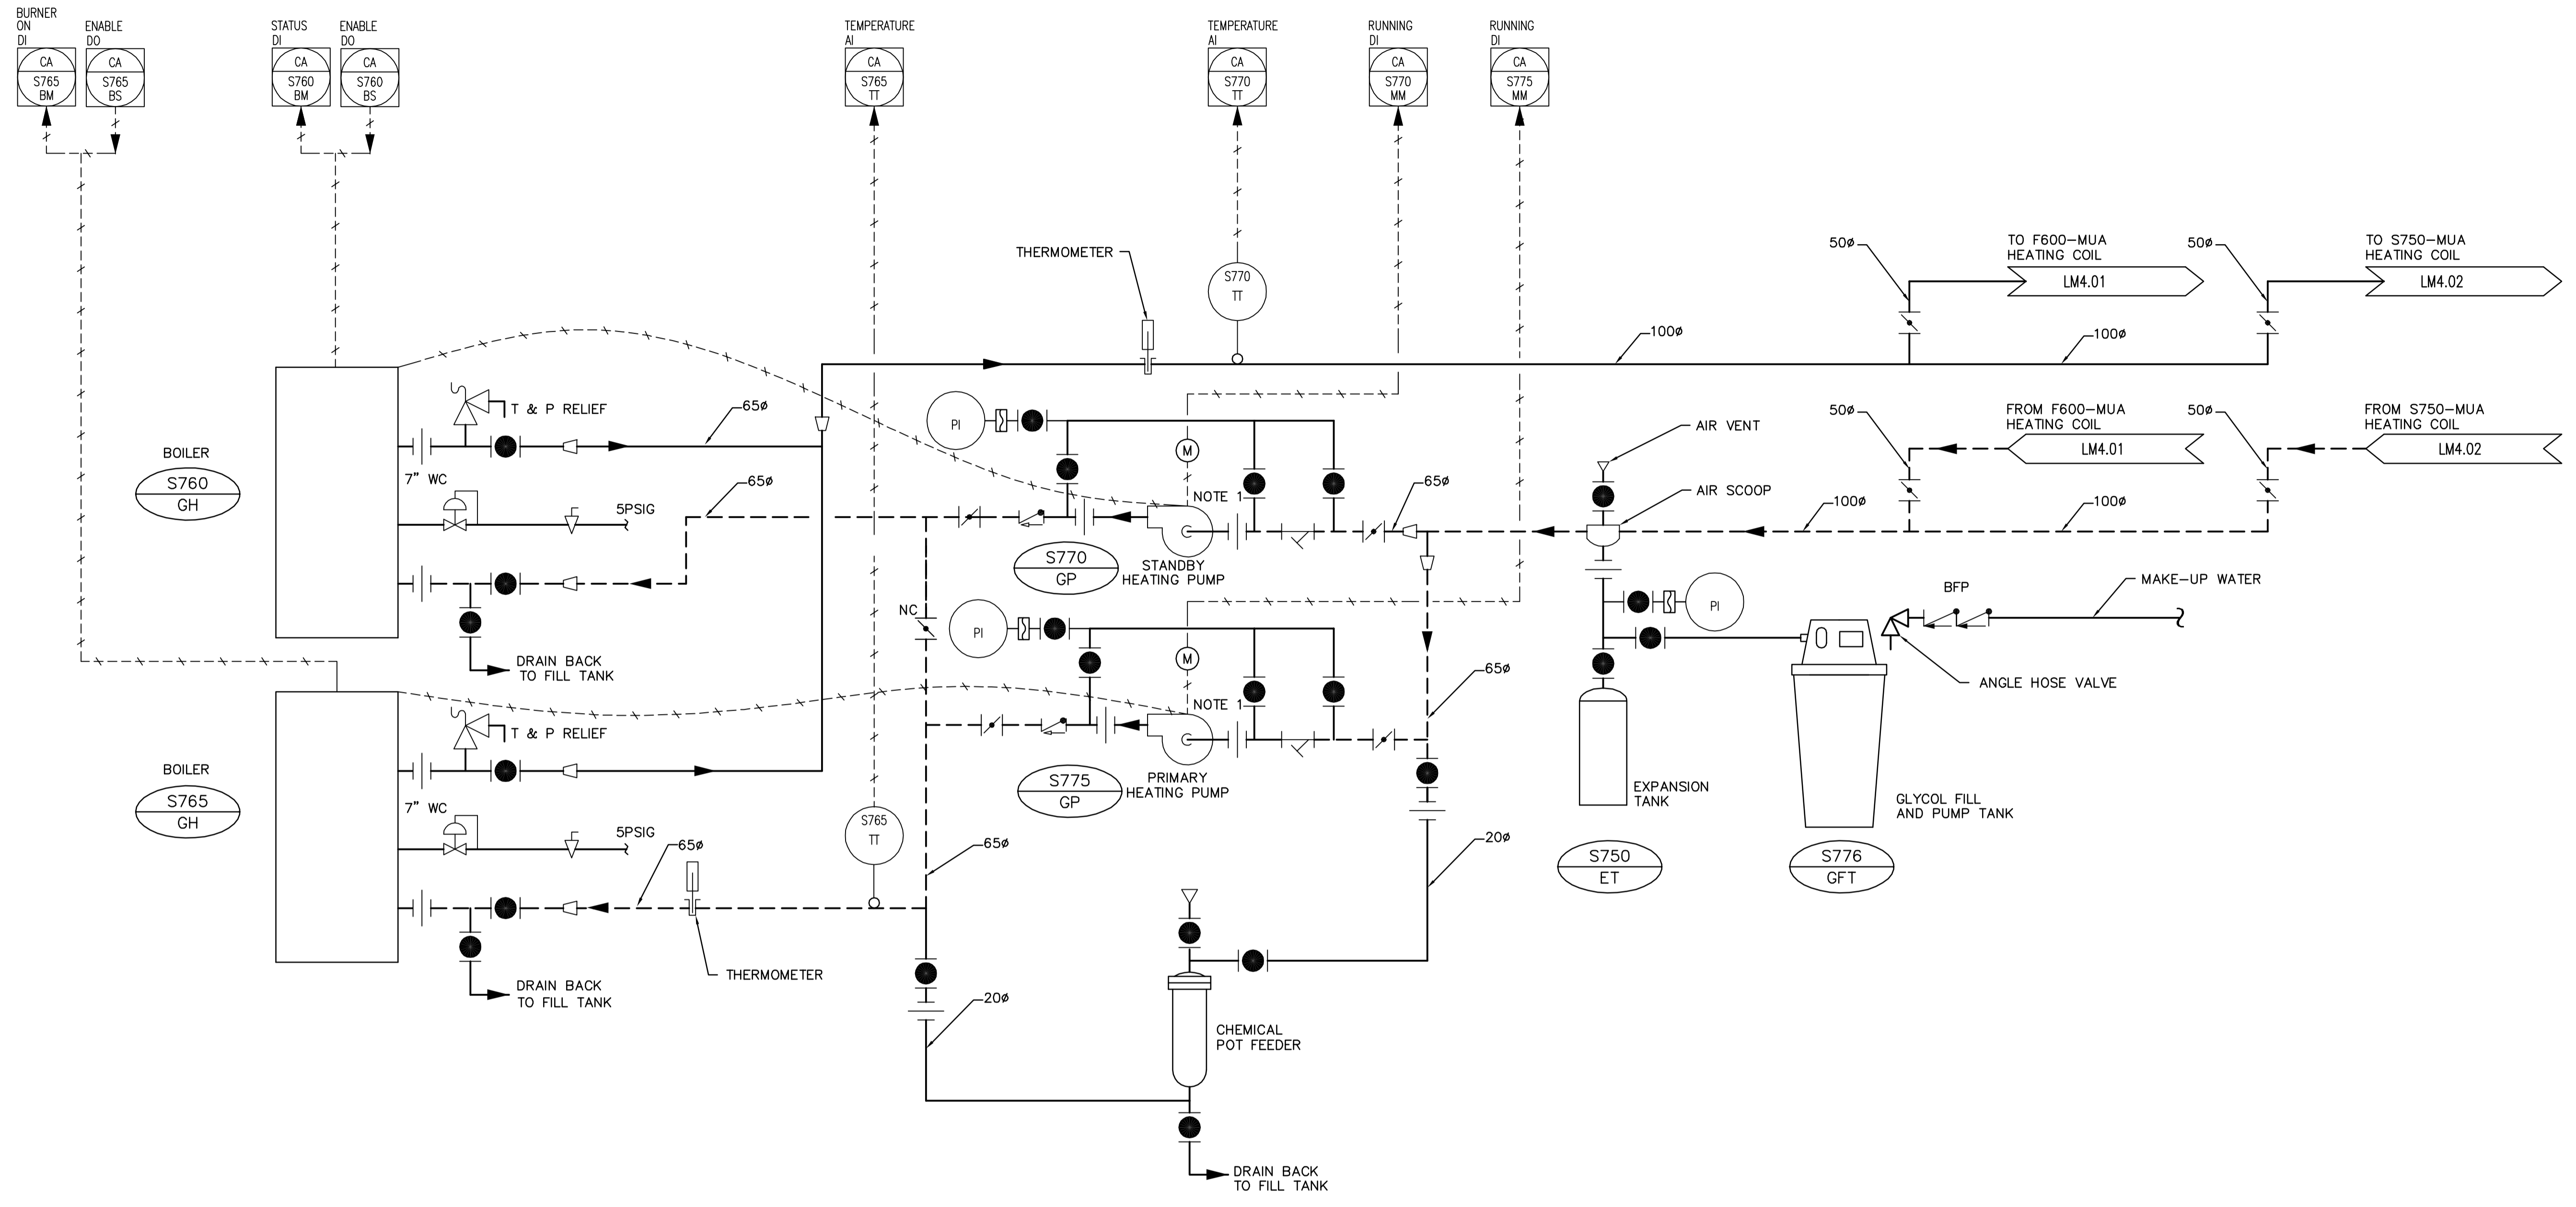 BURNER
ON
DI
ENABLE
DO
STATUS
DI
ENABLE
DO
TEMPERATURE
AI
TEMPERATURE
AI
RUNNING
DI
RUNNING
DI
CA
S765
BM
CA
S765
BS
CA
S760
BM
CA
S760
BS
CA
S765
TT
CA
S770
TT
CA
S770
MM
CA
S775
MM
THERMOMETER
S770
TT
50ø
TO F600-MUA
HEATING COIL
LM4.01
50ø
TO S750-MUA
HEATING COIL
LM4.02
100ø
100ø
T & P RELIEF
65ø
PI
M
AIR VENT
50ø
FROM F600-MUA
HEATING COIL
LM4.01
50ø
FROM S750-MUA
HEATING COIL
LM4.02
BOILER
S760
GH
7" WC
5PSIG
65ø
NOTE 1
C
65ø
AIR SCOOP
100ø
100ø
S770
GP
STANDBY
HEATING PUMP
NC
PI
M
PI
BFP
MAKE-UP WATER
DRAIN BACK
TO FILL TANK
65ø
ANGLE HOSE VALVE
T & P RELIEF
NOTE 1
C
BOILER
S765
GH
7" WC
5PSIG
65ø
S765
TT
65ø
S775
GP
PRIMARY
HEATING PUMP
EXPANSION
TANK
GLYCOL FILL
AND PUMP TANK
20ø
S750
ET
S776
GFT
THERMOMETER
DRAIN BACK
TO FILL TANK
20ø
CHEMICAL
POT FEEDER
DRAIN BACK
TO FILL TANK